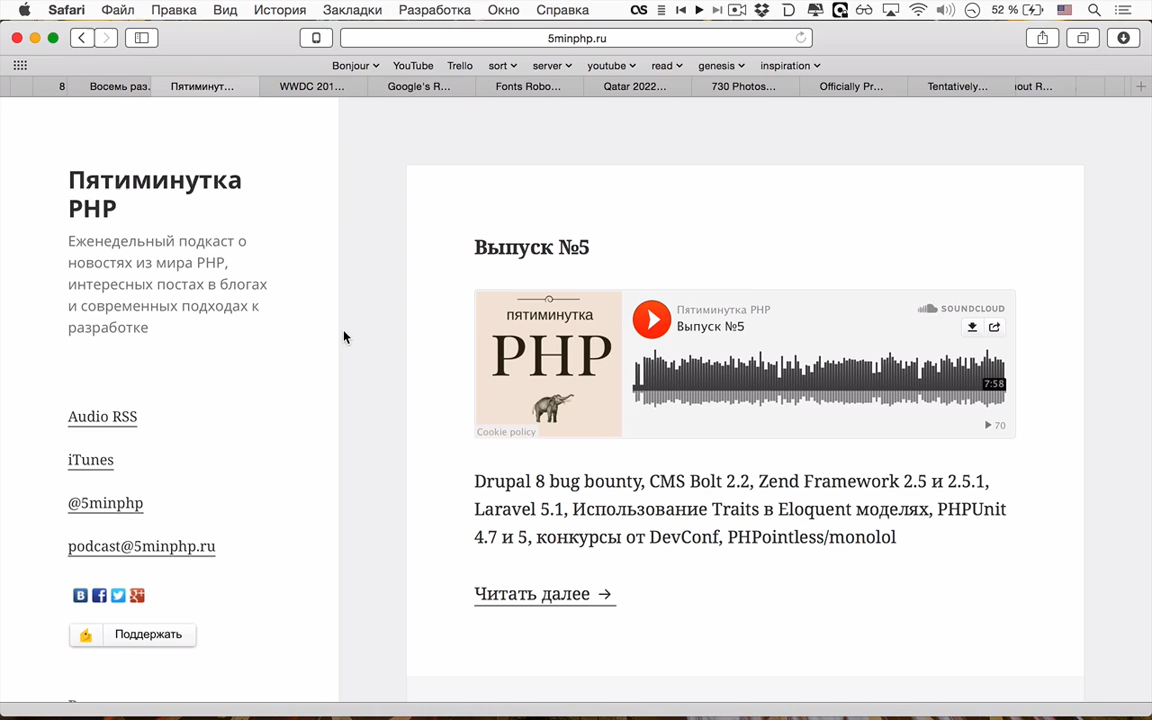 Safari Файл Правка Вид История Закладки Разработка Окно Справка
52 %
5minphp.ru
Bonjour YouTube Trello sort server youtube read genesis inspiration
8 Восемь раз. Пятиминут... WWDC 201... Google's R... Fonts Robo... Qatar 2022... 730 Photos... Officially Pr... Tentatively... out R...
Пятиминутка
PHP
Еженедельный подкаст о
новостях из мира PHP,
интересных постах в блогах
и современных подходах к
разработке
Audio RSS
iTunes
@5minphp
podcast@5minphp.ru
Поддержать
Выпуск №5
пятиминутка
PHP
Cookie policy
Пятиминутка PHP
Выпуск №5
SOUNDCLOUD
7:58
70
Drupal 8 bug bounty, CMS Bolt 2.2, Zend Framework 2.5 и 2.5.1,
Laravel 5.1, Использование Traits в Eloquent моделях, PHPUnit
4.7 и 5, конкурсы от DevConf, PHPointless/monolol
Читать далее →